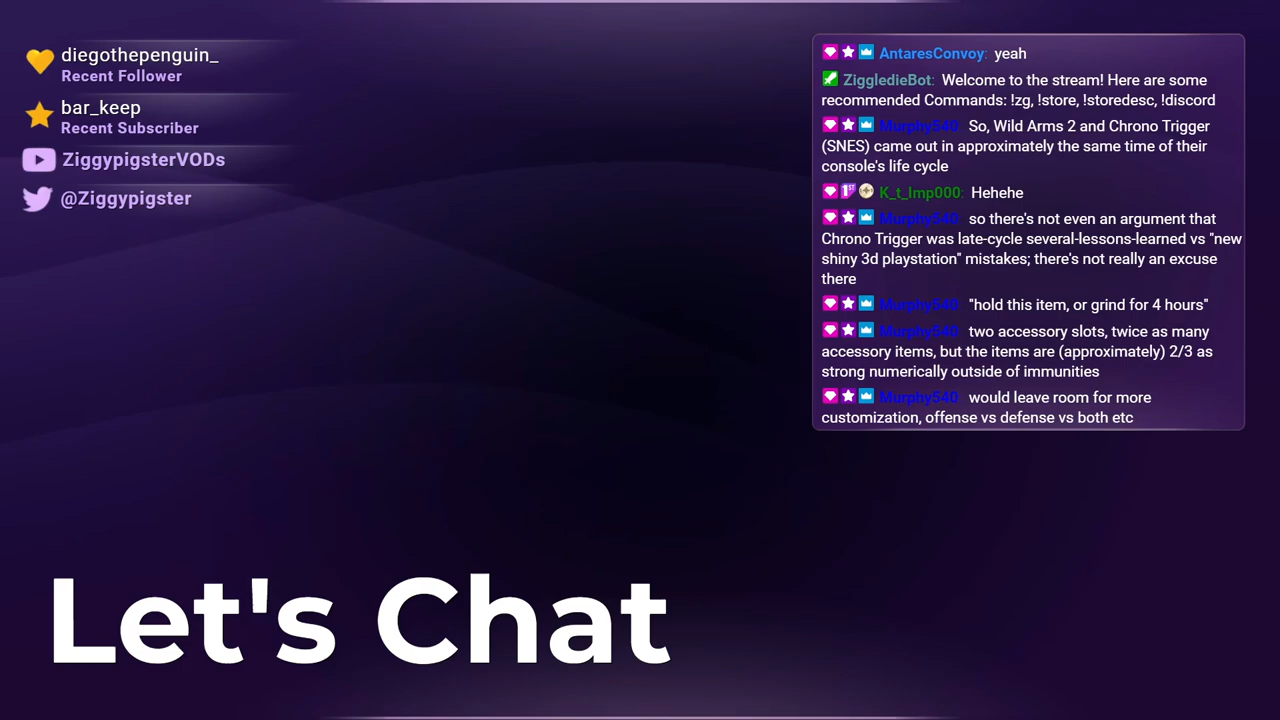 diegothepenguin_
Recent Follower
bar_keep
Recent Subscriber
ZiggypigsterVODs
@Ziggypigster
AntaresConvoy: yeah
ZiggledieBot: Welcome to the stream! Here are some
recommended Commands: !zg, !store, !storedesc, !discord
Murphy540: So, Wild Arms 2 and Chrono Trigger
(SNES) came out in approximately the same time of their
console's life cycle
K_t_Imp000: Hehehe
Murphy540: so there's not even an argument that
Chrono Trigger was late-cycle several-lessons-learned vs "new
shiny 3d playstation" mistakes; there's not really an excuse
there
Murphy540: "hold this item, or grind for 4 hours"
Murphy540: two accessory slots, twice as many
accessory items, but the items are (approximately) 2/3 as
strong numerically outside of immunities
Murphy540: would leave room for more
customization, offense vs defense vs both etc
Let's Chat